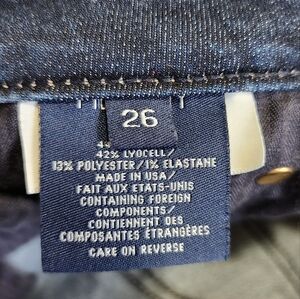 26
42% LYOCELL/
13% POLYESTER/1% ELASTANE
MADE IN USA/
FAIT AUX ETATS-UNIS
CONTAINING FOREIGN
COMPONENTS/
CONTIENNENT DES
COMPOSANTES ÉTRANGÈRES
CARE ON REVERSE